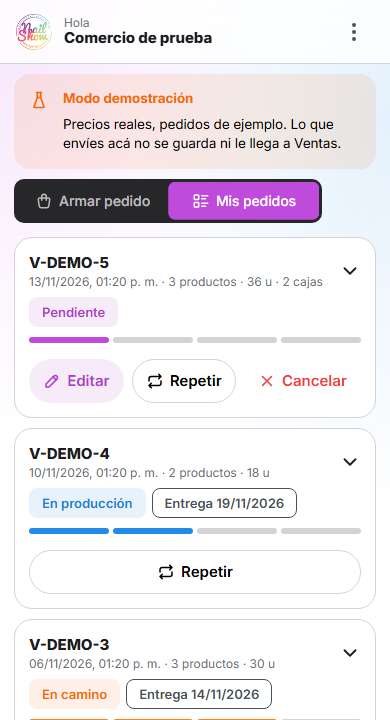 Nail
Show
Hola
Comercio de prueba
Modo demostración
Precios reales, pedidos de ejemplo. Lo que
envíes acá no se guarda ni le llega a Ventas.
Armar pedido
Mis pedidos
V-DEMO-5
13/11/2026, 01:20 p. m. · 3 productos · 36 u · 2 cajas
Pendiente
Editar
Repetir
Cancelar
V-DEMO-4
10/11/2026, 01:20 p. m. · 2 productos · 18 u
En producción
Entrega 19/11/2026
Repetir
V-DEMO-3
06/11/2026, 01:20 p. m. · 3 productos · 30 u
En camino
Entrega 14/11/2026